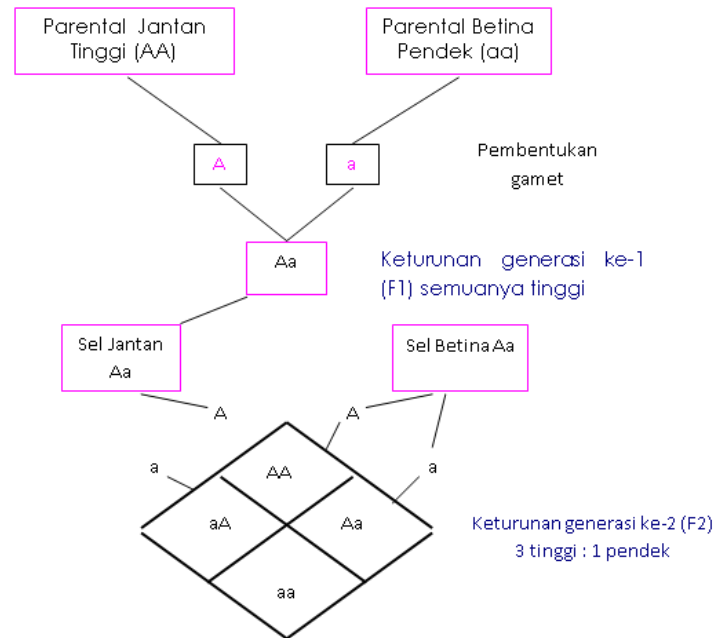 Parental Jantan
Tinggi (AA)
Parental Betina
Pendek (aa)
A
a
Pembentukan
gamet
Aa
Keturunan generasi ke-1
(F1) semuanya tinggi
Sel Jantan
Aa
Sel Betina Aa
A
A
a
a
AA
aA
Aa
aa
Keturunan generasi ke-2 (F2)
3 tinggi : 1 pendek